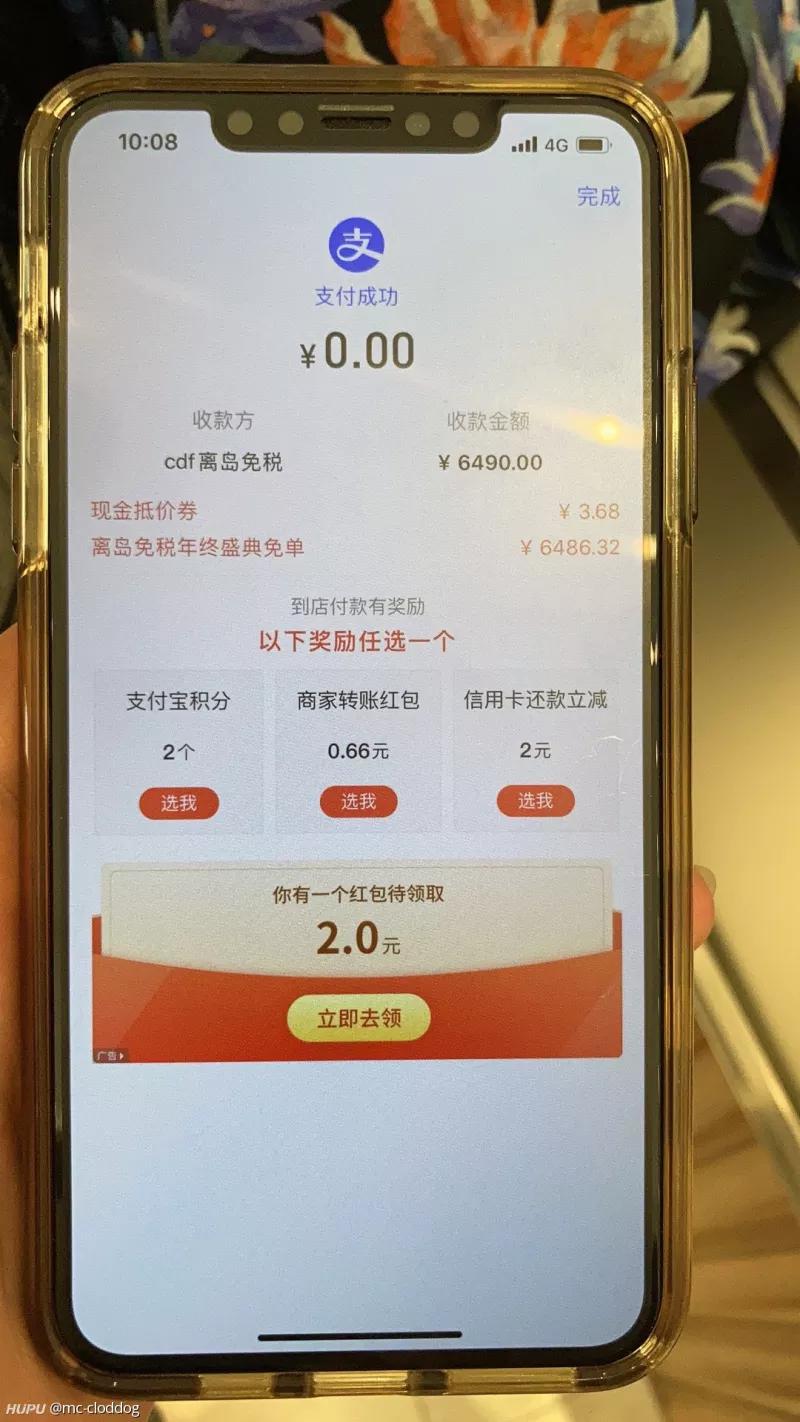 10:08
4G
完成
支
支付成功
¥0.00
收款方 收款金额
cdf离岛免税 ¥ 6490.00
现金抵价券 ¥ 3.68
离岛免税年终盛典免单 ¥ 6486.32
到店付款有奖励
以下奖励任选一个
支付宝积分 商家转账红包 信用卡还款立减
2个 0.66元 2元
选我 选我 选我
你有一个红包待领取
2.0元
立即去领
广告
HUPU @mc-cloddog